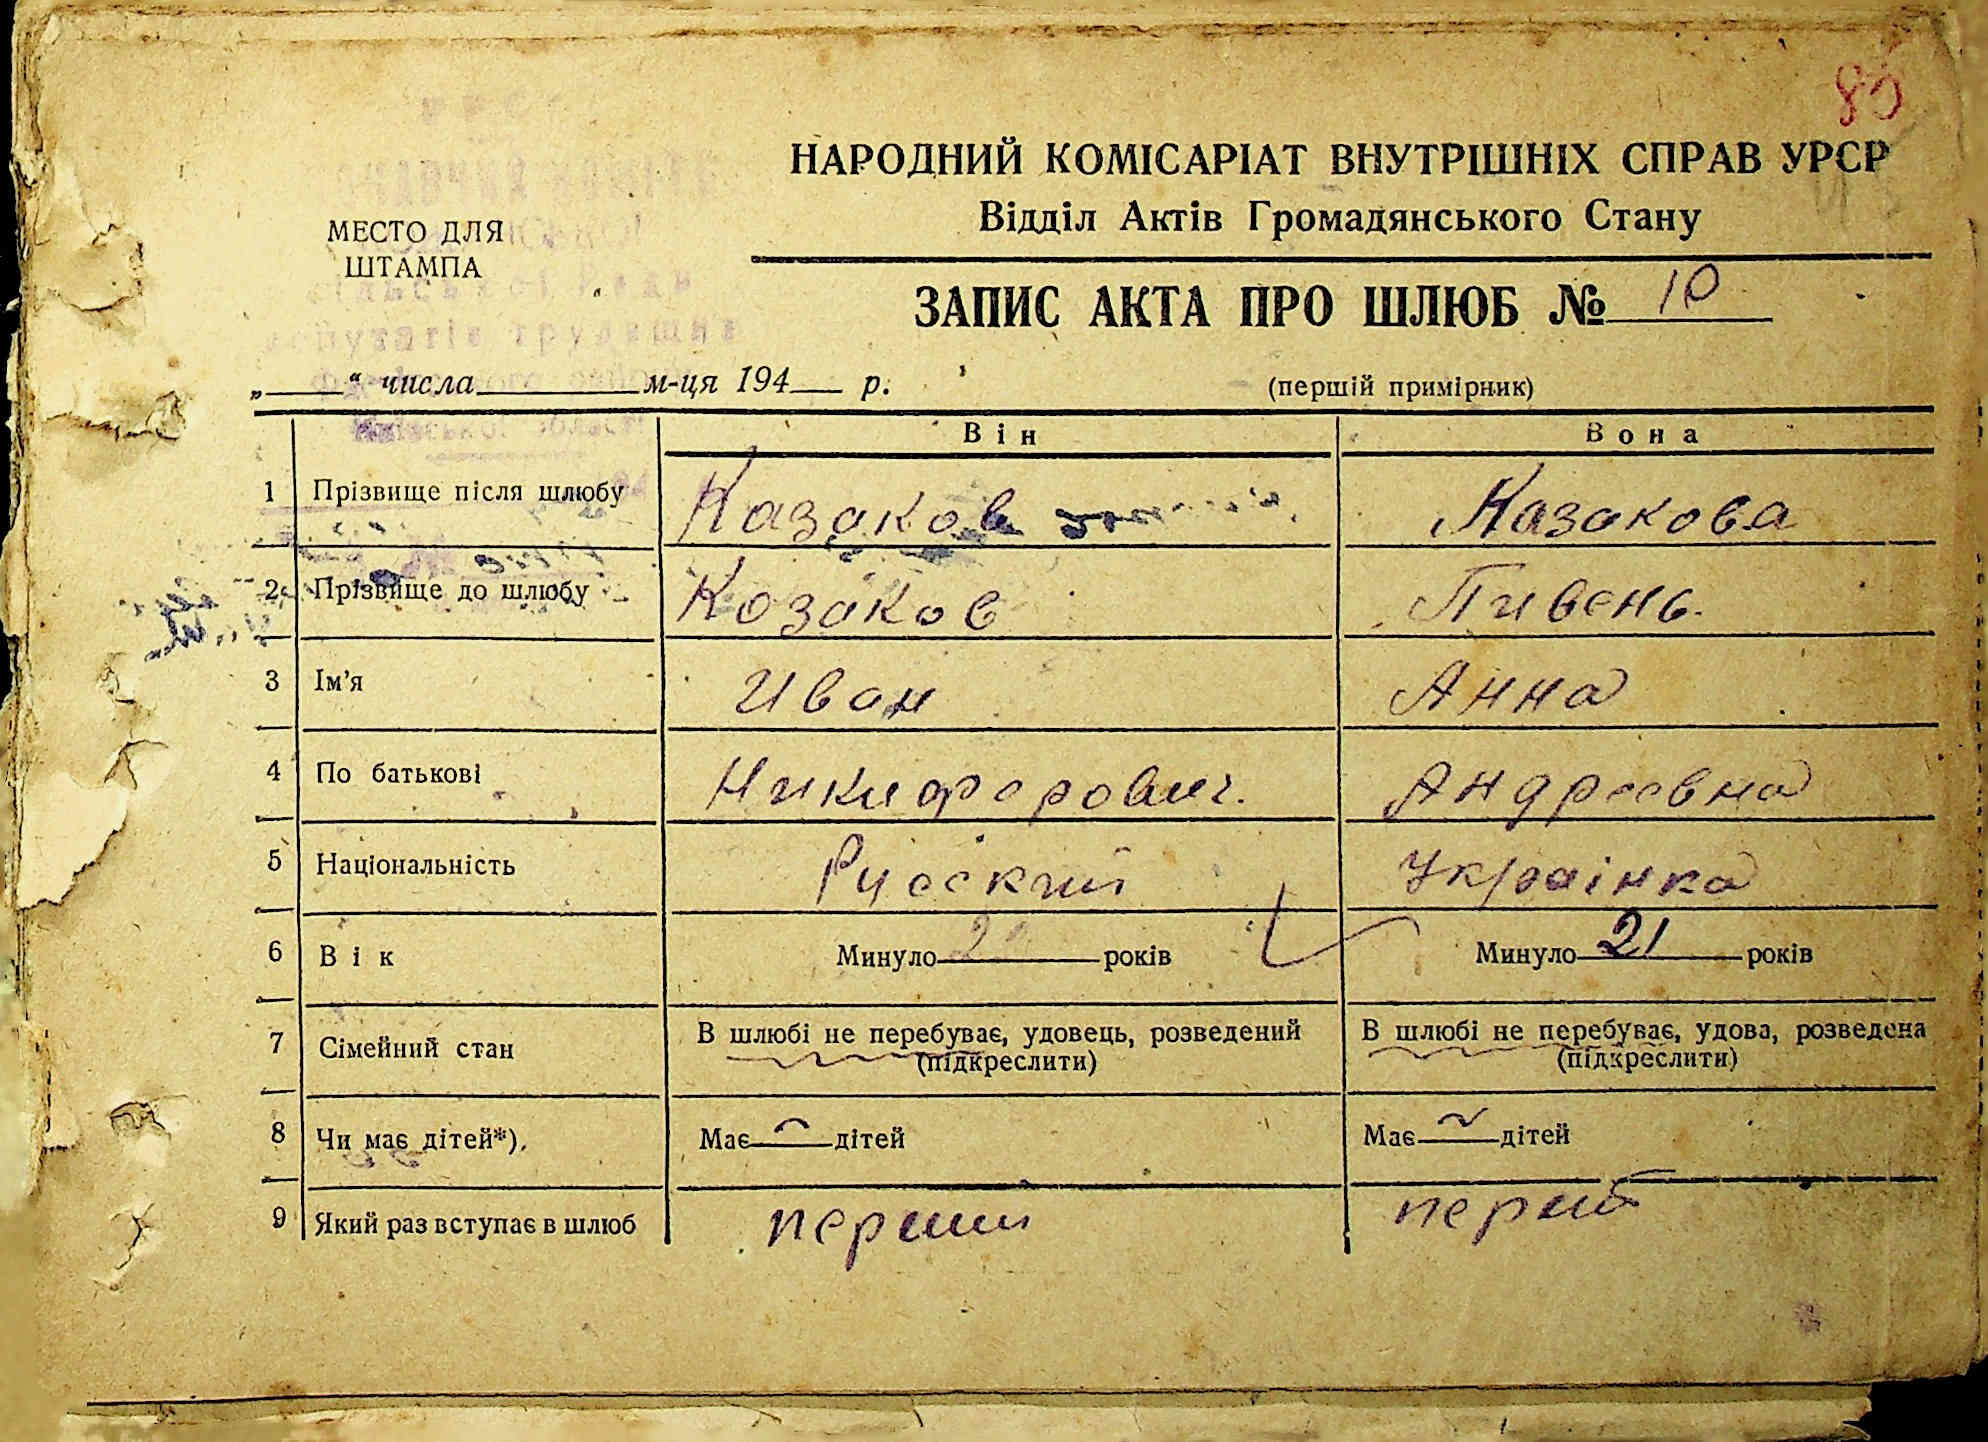 85
НАРОДНИЙ КОМІСАРІАТ ВНУТРІШНІХ СПРАВ УРСР
Відділ Актів Громадянського Стану
МЕСТО ДЛЯ
ШТАМПА
ЗАПИС АКТА ПРО ШЛЮБ № 10
„ “ числа м-ця 194 р.
(першій примірник)
Він Вона
1 Прізвище після шлюбу Казаков Казакова
2 Прізвище до шлюбу Козаков Пивень.
3 Ім'я Иван Анна
4 По батькові Никифорович. Андреевна
5 Національність Русский Українка
6 Вік Минуло років Минуло 21 років
7 Сімейний стан В шлюбі не перебуває, удовець, розведений (підкреслити) В шлюбі не перебуває, удова, розведена (підкреслити)
8 Чи має дітей*). Має дітей Має дітей
9 Який раз вступає в шлюб перший перший